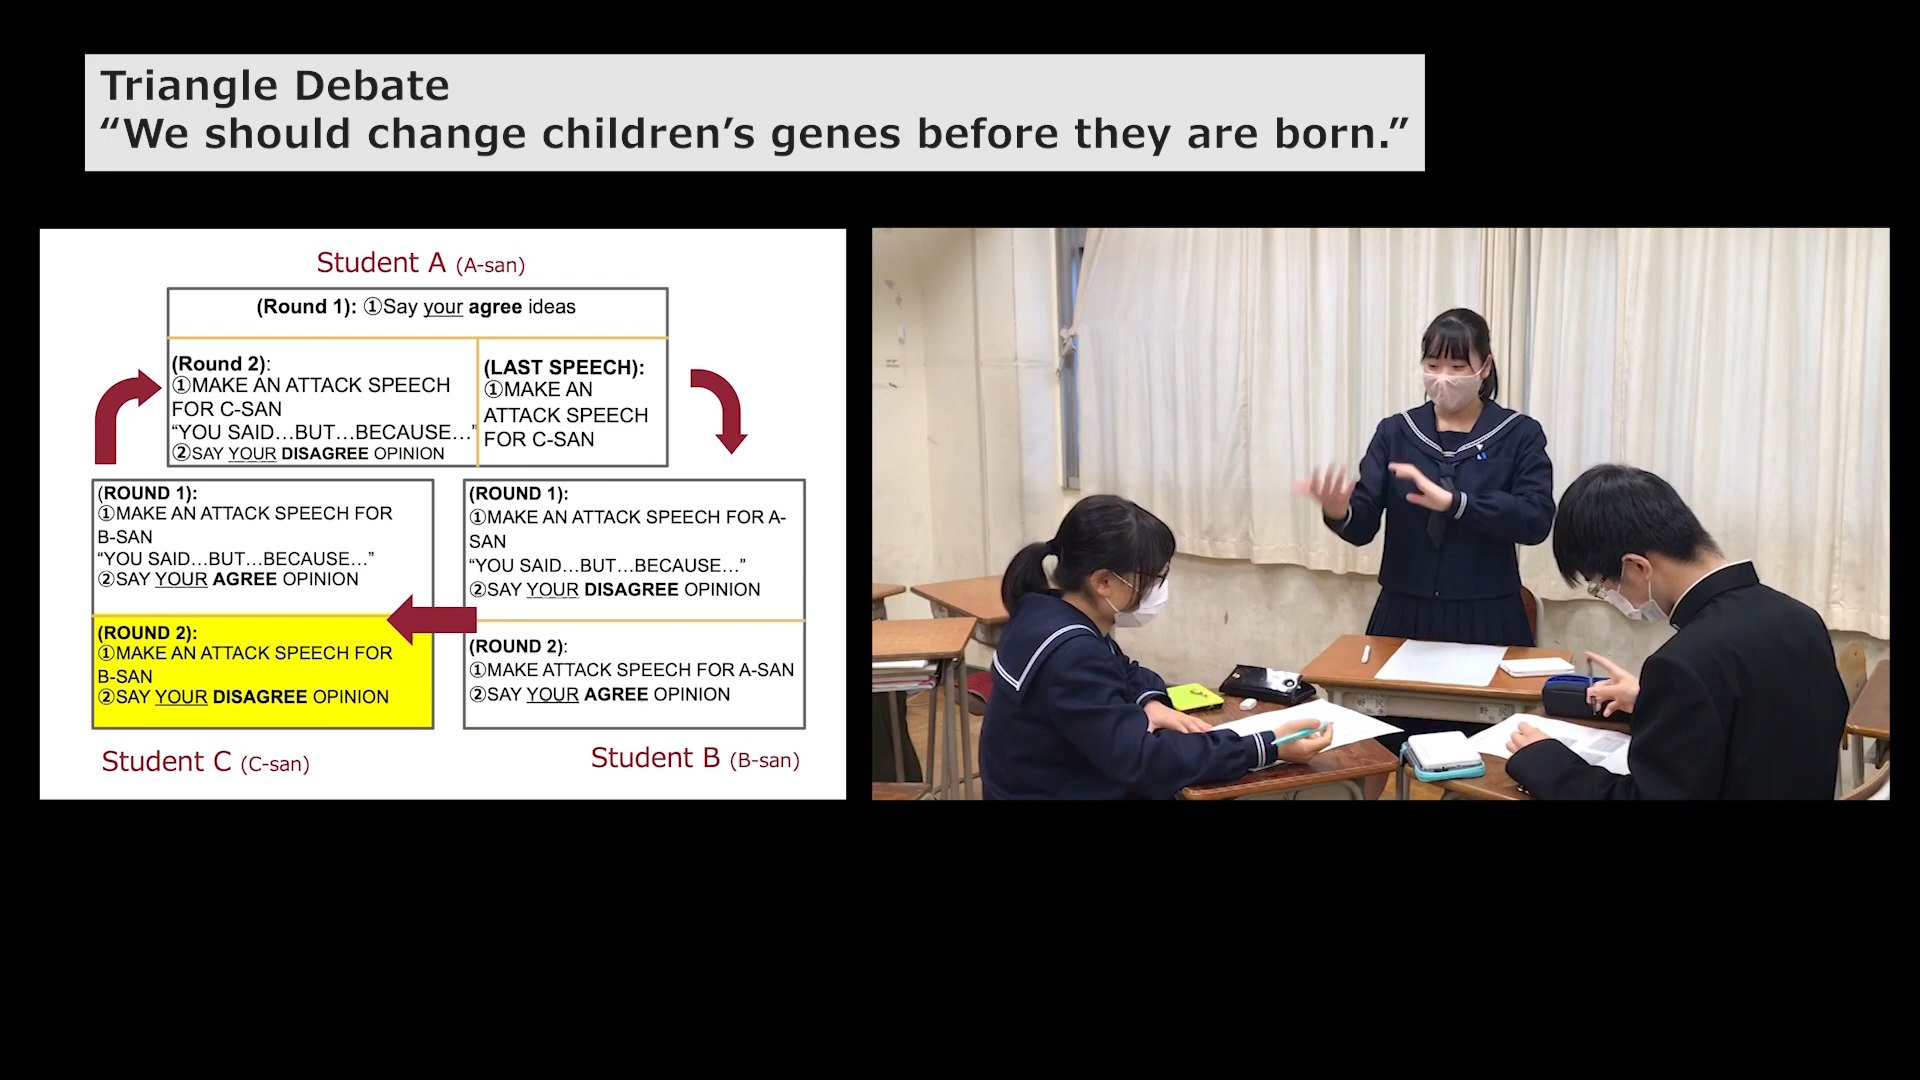 Triangle Debate
“We should change children’s genes before they are born.”
Student A (A-san)
(Round 1): ①Say your agree ideas
(Round 2):
①MAKE AN ATTACK SPEECH
FOR C-SAN
“YOU SAID…BUT…BECAUSE…”
②SAY YOUR DISAGREE OPINION
(LAST SPEECH):
①MAKE AN
ATTACK SPEECH
FOR C-SAN
(ROUND 1):
①MAKE AN ATTACK SPEECH FOR
B-SAN
“YOU SAID…BUT…BECAUSE…”
②SAY YOUR AGREE OPINION
(ROUND 2):
①MAKE AN ATTACK SPEECH FOR
B-SAN
②SAY YOUR DISAGREE OPINION
(ROUND 1):
①MAKE AN ATTACK SPEECH FOR A-
SAN
“YOU SAID…BUT…BECAUSE…”
②SAY YOUR DISAGREE OPINION
(ROUND 2):
①MAKE ATTACK SPEECH FOR A-SAN
②SAY YOUR AGREE OPINION
Student C (C-san)
Student B (B-san)